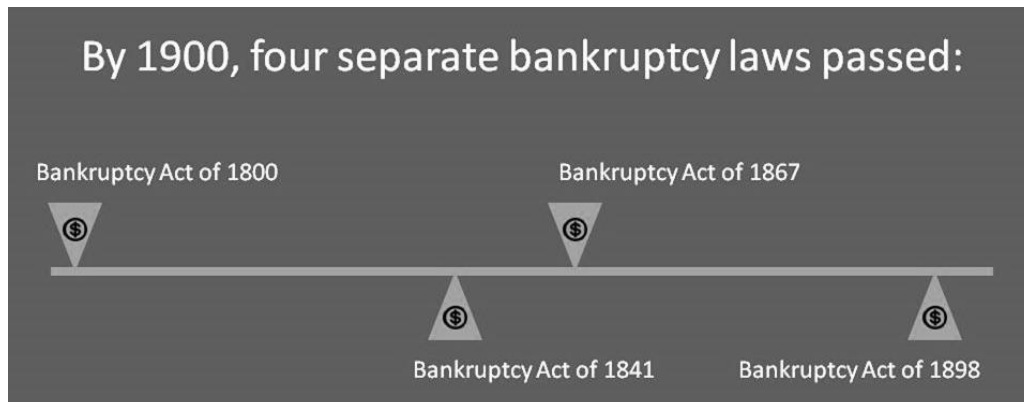 By 1900, four separate bankruptcy laws passed:
Bankruptcy Act of 1800
Bankruptcy Act of 1867
$
$
$
$
Bankruptcy Act of 1841
Bankruptcy Act of 1898